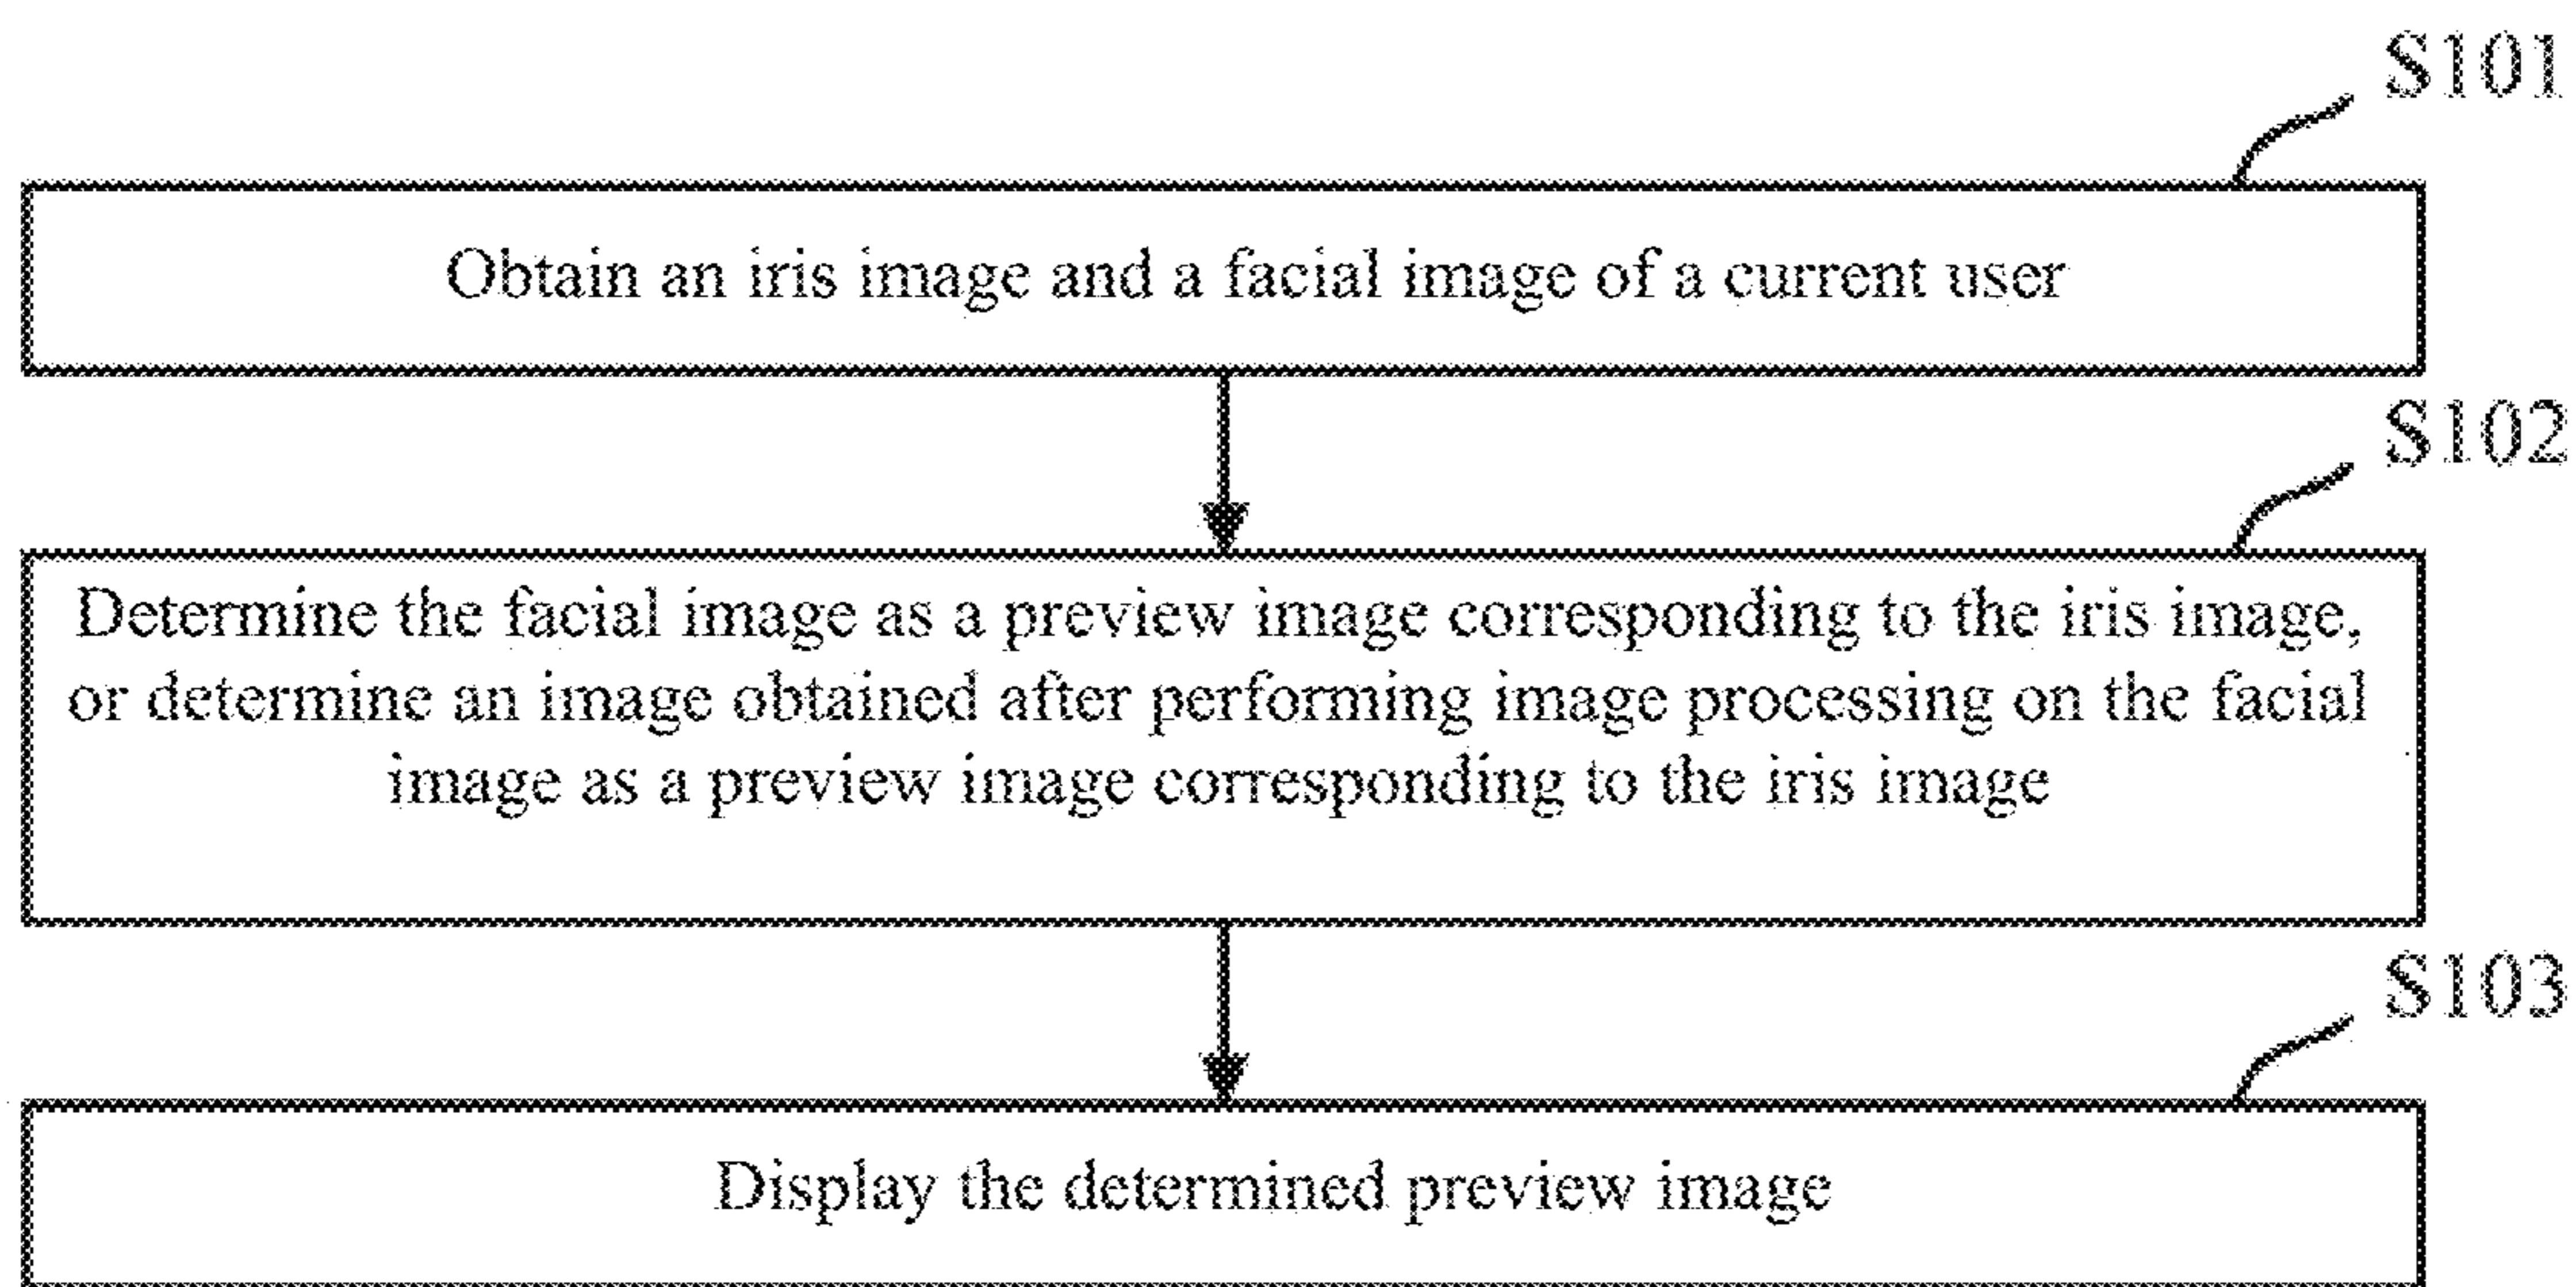 S101
Obtain an iris image and a facial image of a current user
S102
Determine the facial image as a preview image corresponding to the iris image,
or determine an image obtained after performing image processing on the facial
image as a preview image corresponding to the iris image
S103
Display the determined preview image